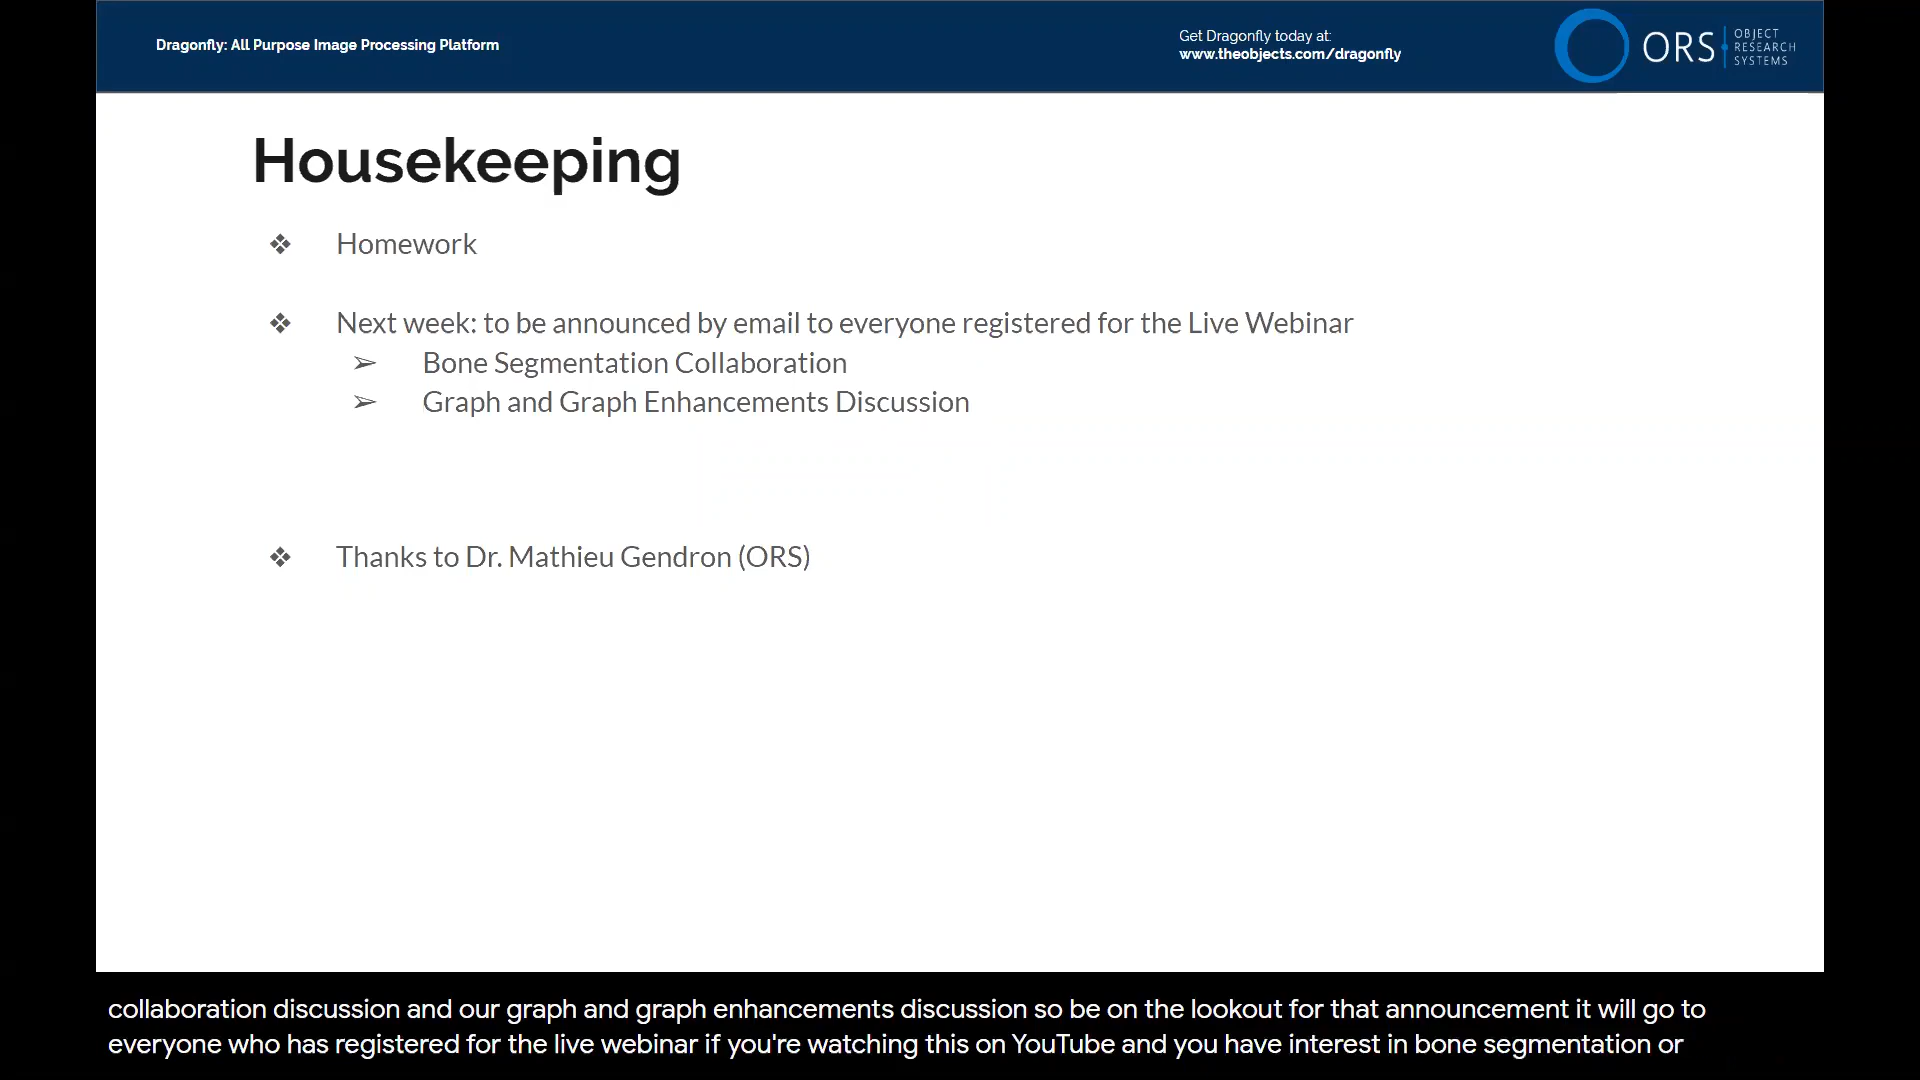 Dragonfly: All Purpose Image Processing Platform
Get Dragonfly today at:
www.theobjects.com/dragonfly
ORS
OBJECT
RESEARCH
SYSTEMS
Housekeeping
❖ Homework
❖ Next week: to be announced by email to everyone registered for the Live Webinar
➢ Bone Segmentation Collaboration
➢ Graph and Graph Enhancements Discussion
❖ Thanks to Dr. Mathieu Gendron (ORS)
collaboration discussion and our graph and graph enhancements discussion so be on the lookout for that announcement it will go to
everyone who has registered for the live webinar if you're watching this on YouTube and you have interest in bone segmentation or